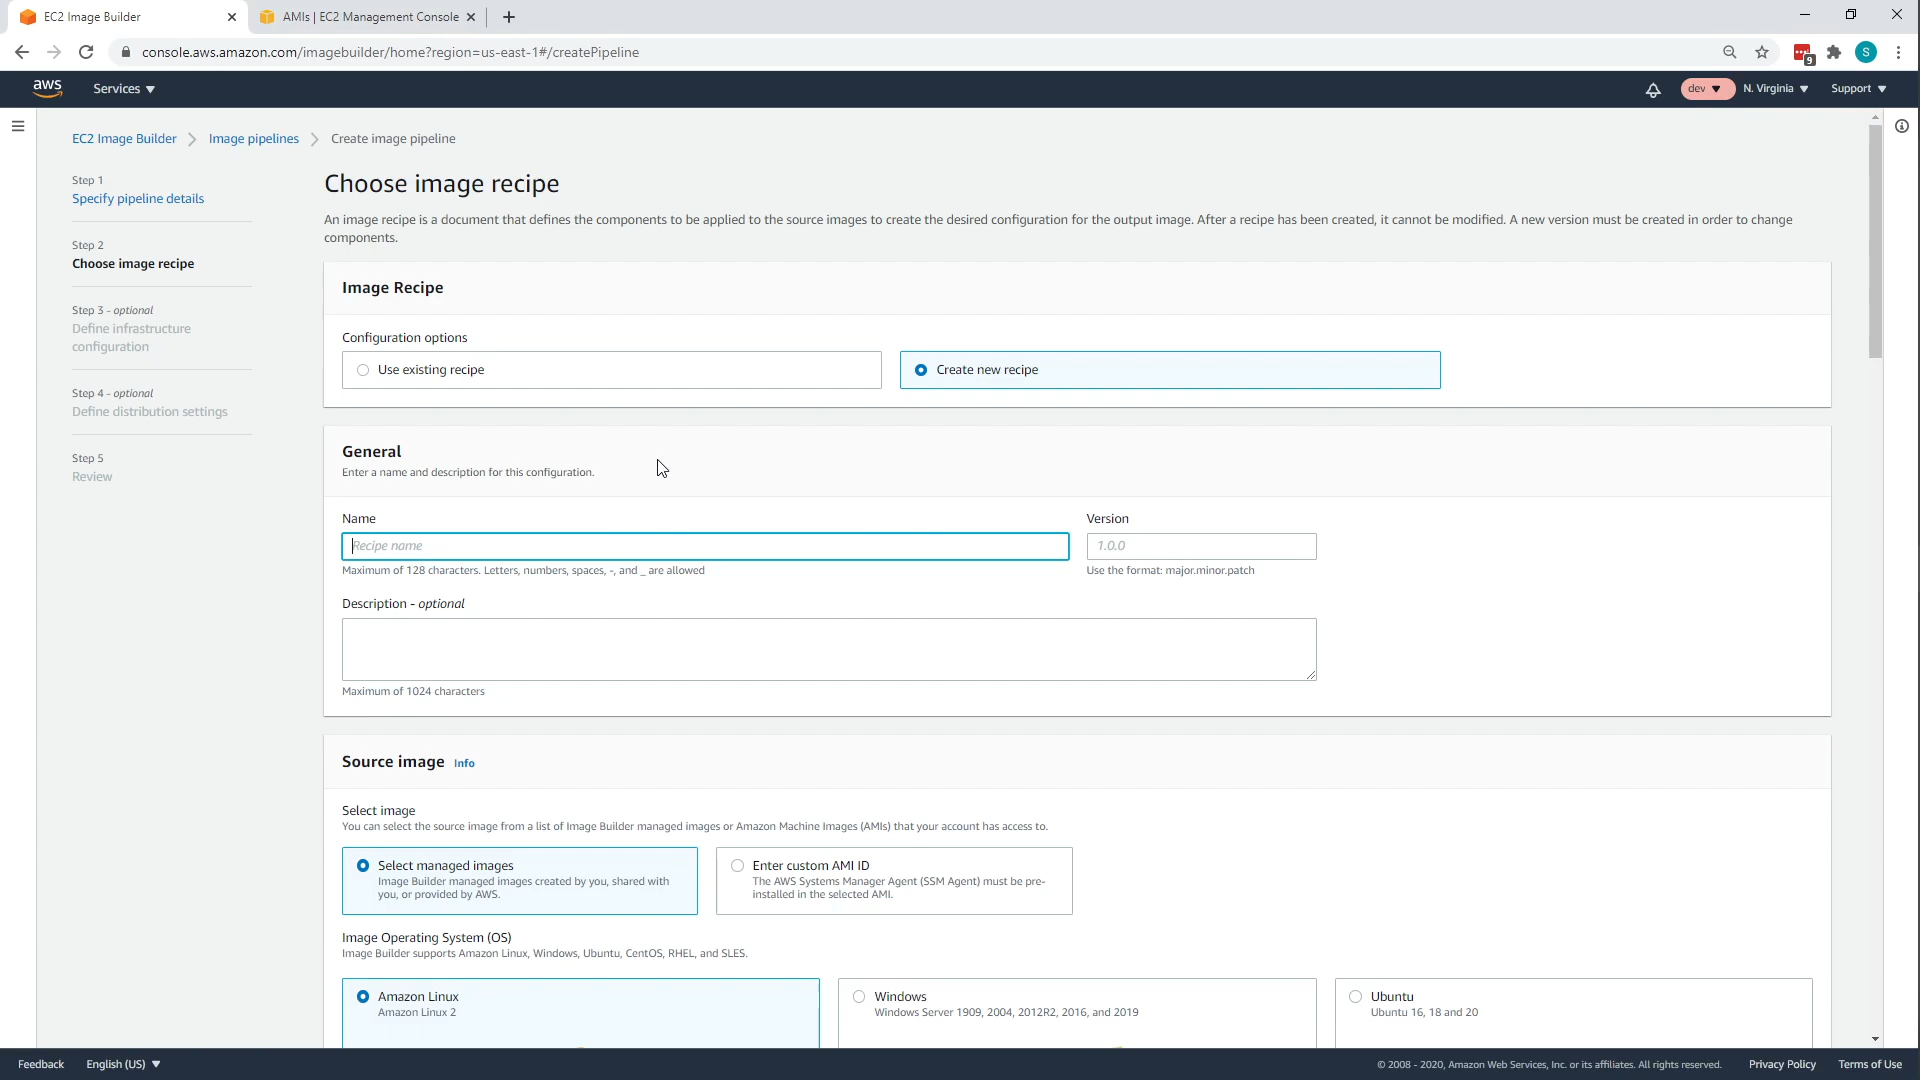 EC2 Image Builder
AMIs | EC2 Management Console
console.aws.amazon.com/imagebuilder/home?region=us-east-1#/createPipeline
9
S
aws
Services
dev
N. Virginia
Support
EC2 Image Builder
Image pipelines
Create image pipeline
Step 1
Specify pipeline details
Step 2
Choose image recipe
Step 3 - optional
Define infrastructure
configuration
Step 4 - optional
Define distribution settings
Step 5
Review
Choose image recipe
An image recipe is a document that defines the components to be applied to the source images to create the desired configuration for the output image. After a recipe has been created, it cannot be modified. A new version must be created in order to change
components.
Image Recipe
Configuration options
Use existing recipe
Create new recipe
General
Enter a name and description for this configuration.
Name
Version
Recipe name
1.0.0
Maximum of 128 characters. Letters, numbers, spaces, -, and _ are allowed
Use the format: major.minor.patch
Description - optional
Maximum of 1024 characters
Source image Info
Select image
You can select the source image from a list of Image Builder managed images or Amazon Machine Images (AMIs) that your account has access to.
Select managed images
Image Builder managed images created by you, shared with
you, or provided by AWS.
Enter custom AMI ID
The AWS Systems Manager Agent (SSM Agent) must be pre-
installed in the selected AMI.
Image Operating System (OS)
Image Builder supports Amazon Linux, Windows, Ubuntu, CentOS, RHEL, and SLES.
Amazon Linux
Amazon Linux 2
Windows
Windows Server 1909, 2004, 2012R2, 2016, and 2019
Ubuntu
Ubuntu 16, 18 and 20
Feedback
English (US)
© 2008 - 2020, Amazon Web Services, Inc. or its affiliates. All rights reserved.
Privacy Policy
Terms of Use